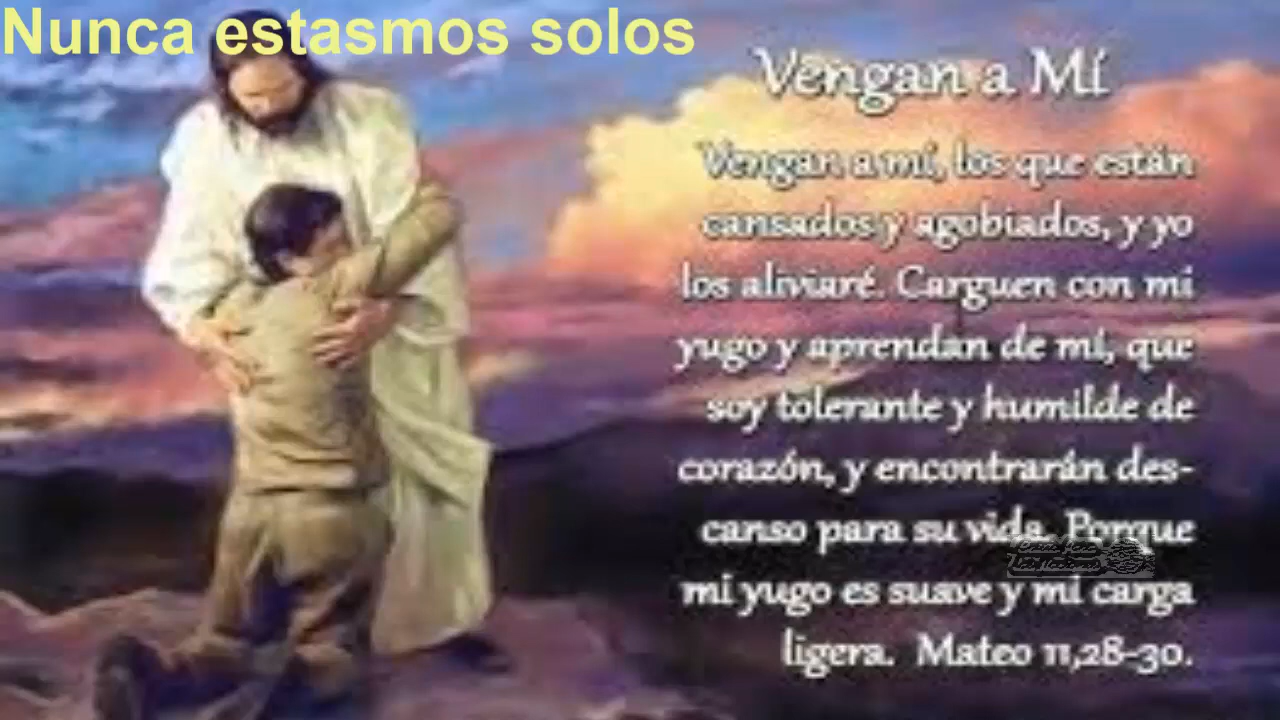 Nunca estasmos solos
Vengan a Mí
Vengan a mí, los que están
cansados y agobiados, y yo
los aliviaré. Carguen con mi
yugo y aprendan de mí, que
soy tolerante y humilde de
corazón, y encontrarán des-
canso para su vida. Porque
mi yugo es suave y mi carga
ligera. Mateo 11,28-30.